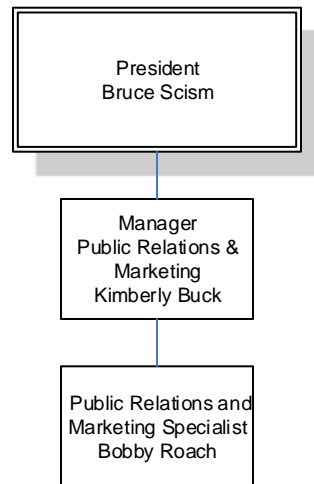 President
Bruce Scism
Manager
Public Relations &
Marketing
Kimberly Buck
Public Relations and
Marketing Specialist
Bobby Roach